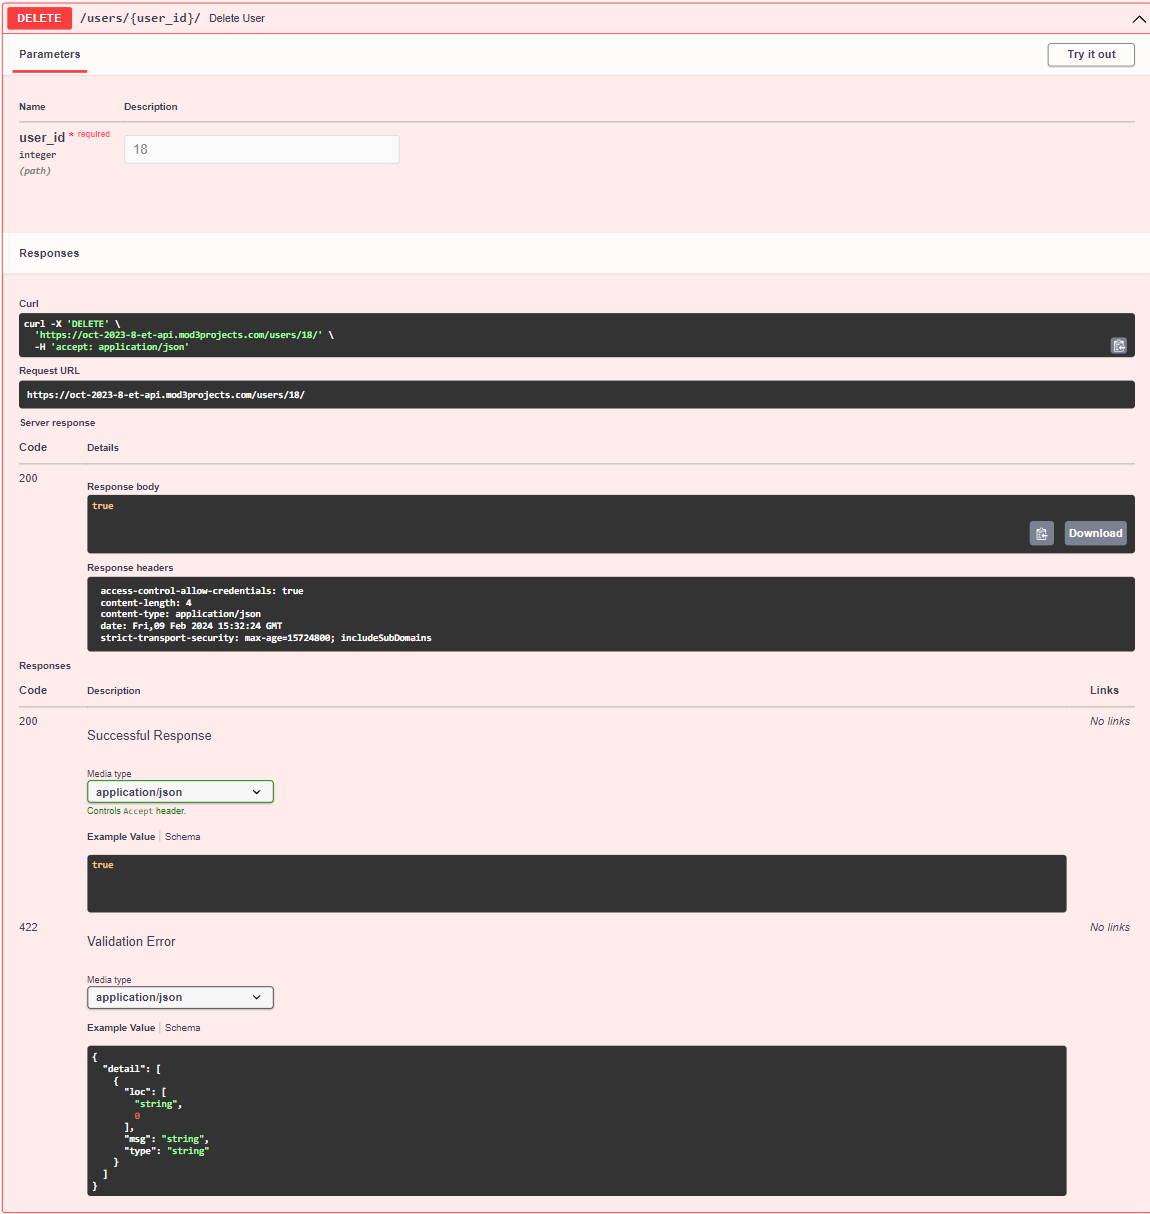 DELETE /users/{user_id}/ Delete User
Parameters
Try it out
Name Description
user_id * required
integer
(path)
18
Responses
Curl
curl -X 'DELETE' \
'https://oct-2023-8-et-api.mod3projects.com/users/18/' \
-H 'accept: application/json'
Request URL
https://oct-2023-8-et-api.mod3projects.com/users/18/
Server response
Code Details
200
Response body
true
Download
Response headers
access-control-allow-credentials: true
content-length: 4
content-type: application/json
date: Fri,09 Feb 2024 15:32:24 GMT
strict-transport-security: max-age=15724800; includeSubDomains
Responses
Code Description Links
200 No links
Successful Response
Media type
application/json
Controls Accept header.
Example Value Schema
true
422 No links
Validation Error
Media type
application/json
Example Value Schema
{
"detail": [
{
"loc": [
"string",
0
],
"msg": "string",
"type": "string"
}
]
}